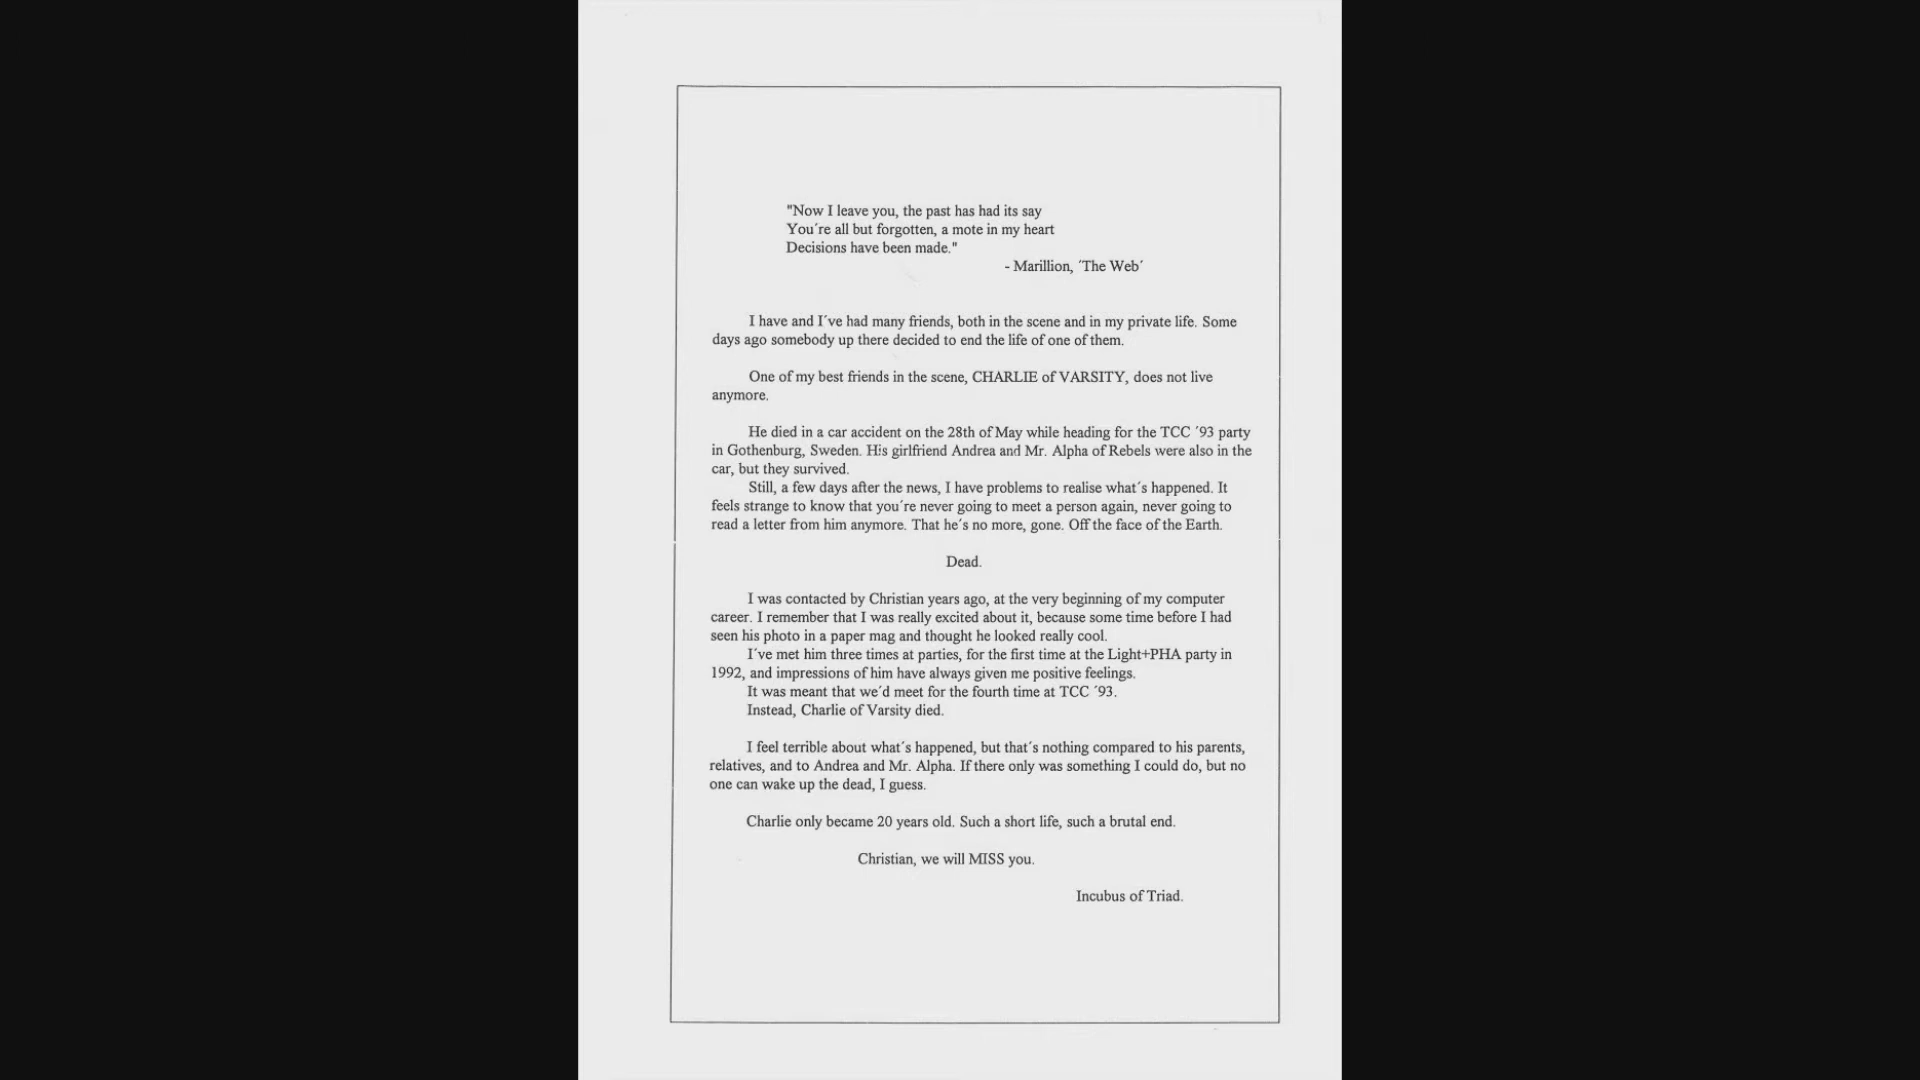 "Now I leave you, the past has had its say
You´re all but forgotten, a mote in my heart
Decisions have been made."
- Marillion, ´The Web´
I have and I´ve had many friends, both in the scene and in my private life. Some
days ago somebody up there decided to end the life of one of them.
One of my best friends in the scene, CHARLIE of VARSITY, does not live
anymore.
He died in a car accident on the 28th of May while heading for the TCC ´93 party
in Gothenburg, Sweden. His girlfriend Andrea and Mr. Alpha of Rebels were also in the
car, but they survived.
Still, a few days after the news, I have problems to realise what´s happened. It
feels strange to know that you´re never going to meet a person again, never going to
read a letter from him anymore. That he´s no more, gone. Off the face of the Earth.
Dead.
I was contacted by Christian years ago, at the very beginning of my computer
career. I remember that I was really excited about it, because some time before I had
seen his photo in a paper mag and thought he looked really cool.
I´ve met him three times at parties, for the first time at the Light+PHA party in
1992, and impressions of him have always given me positive feelings.
It was meant that we´d meet for the fourth time at TCC ´93.
Instead, Charlie of Varsity died.
I feel terrible about what´s happened, but that´s nothing compared to his parents,
relatives, and to Andrea and Mr. Alpha. If there only was something I could do, but no
one can wake up the dead, I guess.
Charlie only became 20 years old. Such a short life, such a brutal end.
Christian, we will MISS you.
Incubus of Triad.